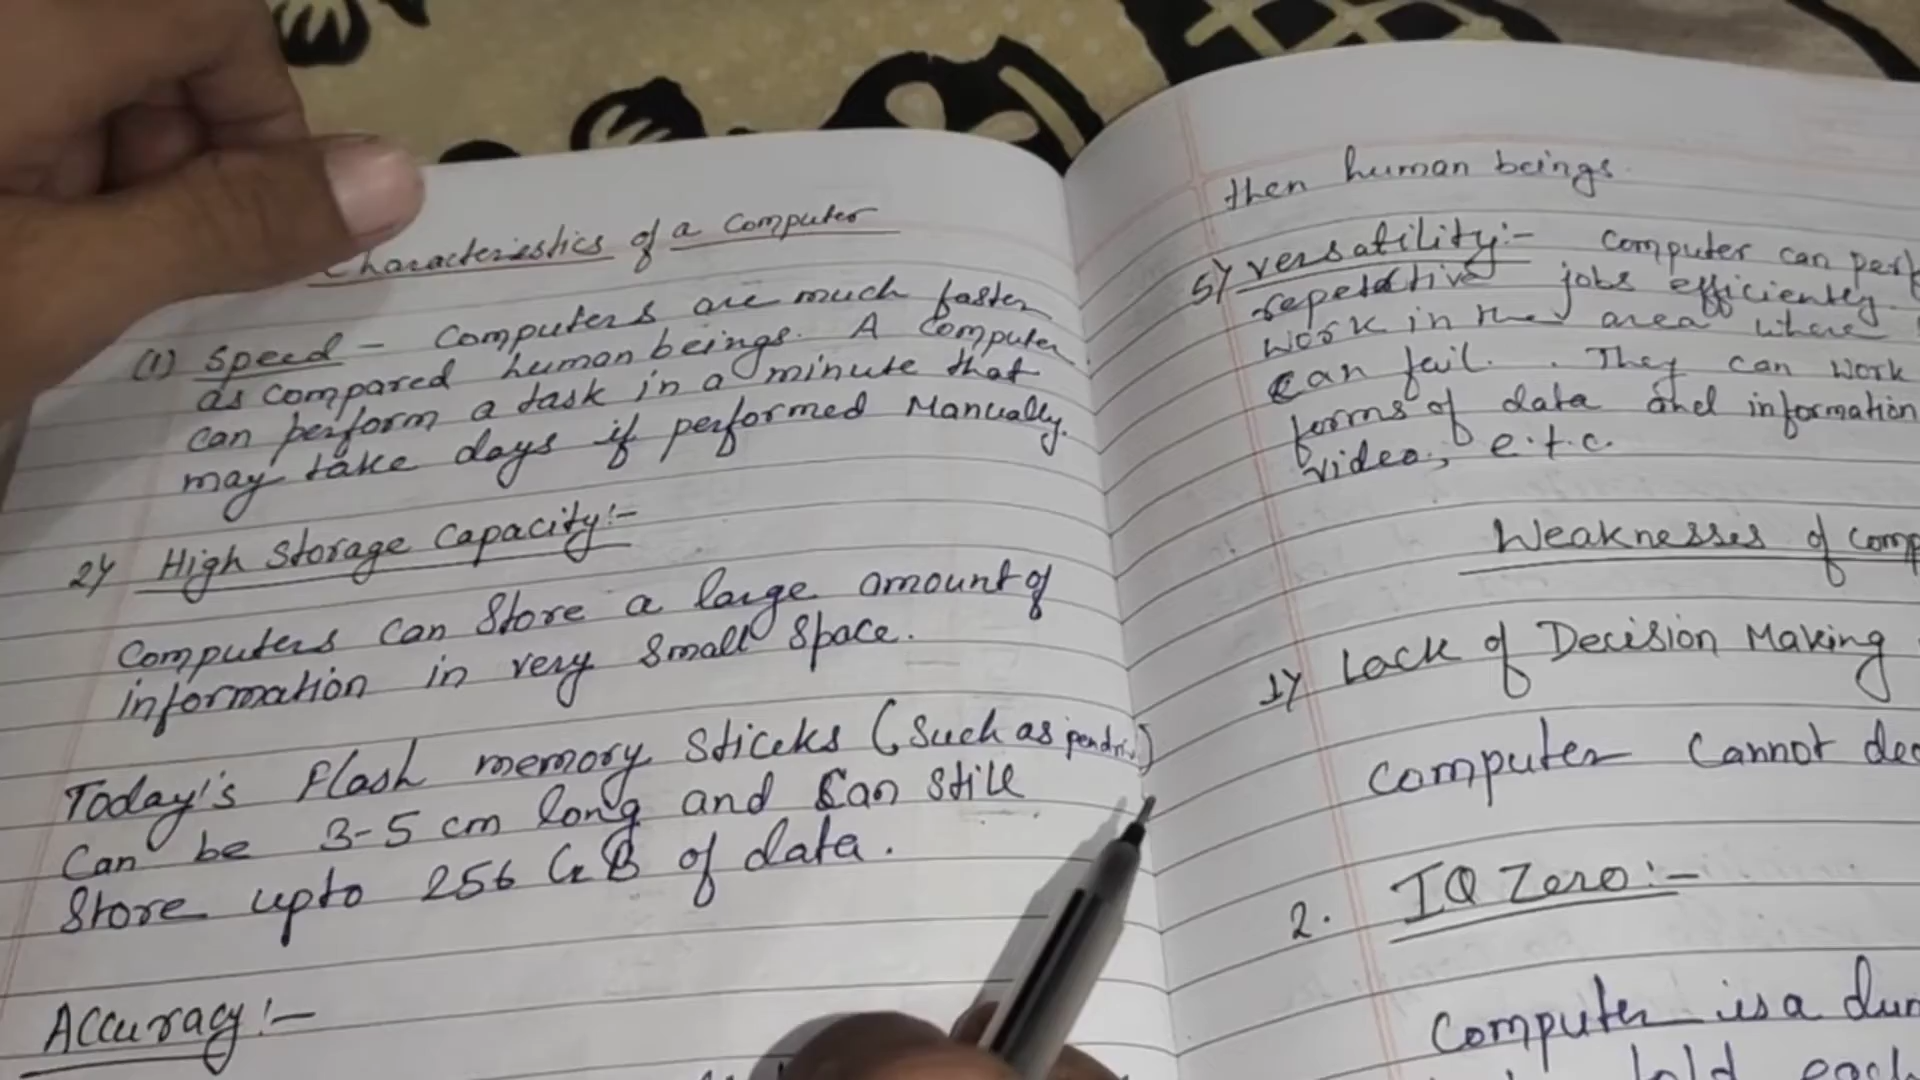 Characteristics of a Computer
(1) Speed - Computers are much faster
as compared human beings. A Computer
can perform a task in a minute that
may take days if performed Manually.
2) High Storage Capacity:-
Computers Can Store a large amount of
information in very small space.
Today's Flash memory Sticks (Such as pendrive)
Can be 3-5 cm long and Can still
Store upto 256 GB of data.
Accuracy:-
then human beings.
5) versatility:- Computer can
repetative jobs efficiently.
work in the area where
can fail. They can work
forms of data and information
video, e.t.c.
Weaknesses of
1) Lack of Decision Making
Computer Cannot
2. IQ Zero:-
Computer is a
told each